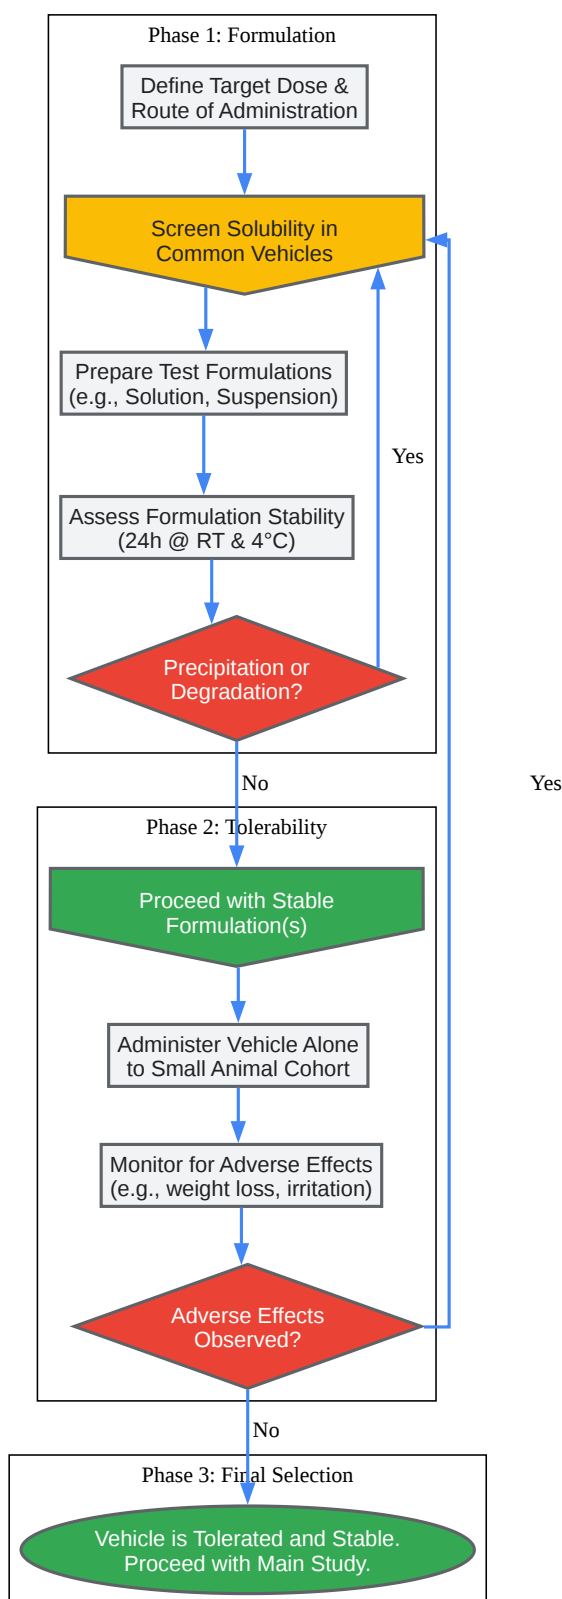 Phase 1: Formulation
Define Target Dose &
Route of Administration
Screen Solubility in
Common Vehicles
Prepare Test Formulations
(e.g., Solution, Suspension)
Yes
Assess Formulation Stability
(24h @ RT & 4°C)
Precipitation or
Degradation?
No
Yes
Phase 2: Tolerability
Proceed with Stable
Formulation(s)
Administer Vehicle Alone
to Small Animal Cohort
Monitor for Adverse Effects
(e.g., weight loss, irritation)
Adverse Effects
Observed?
No
Phase 3: Final Selection
Vehicle is Tolerated and Stable.
Proceed with Main Study.